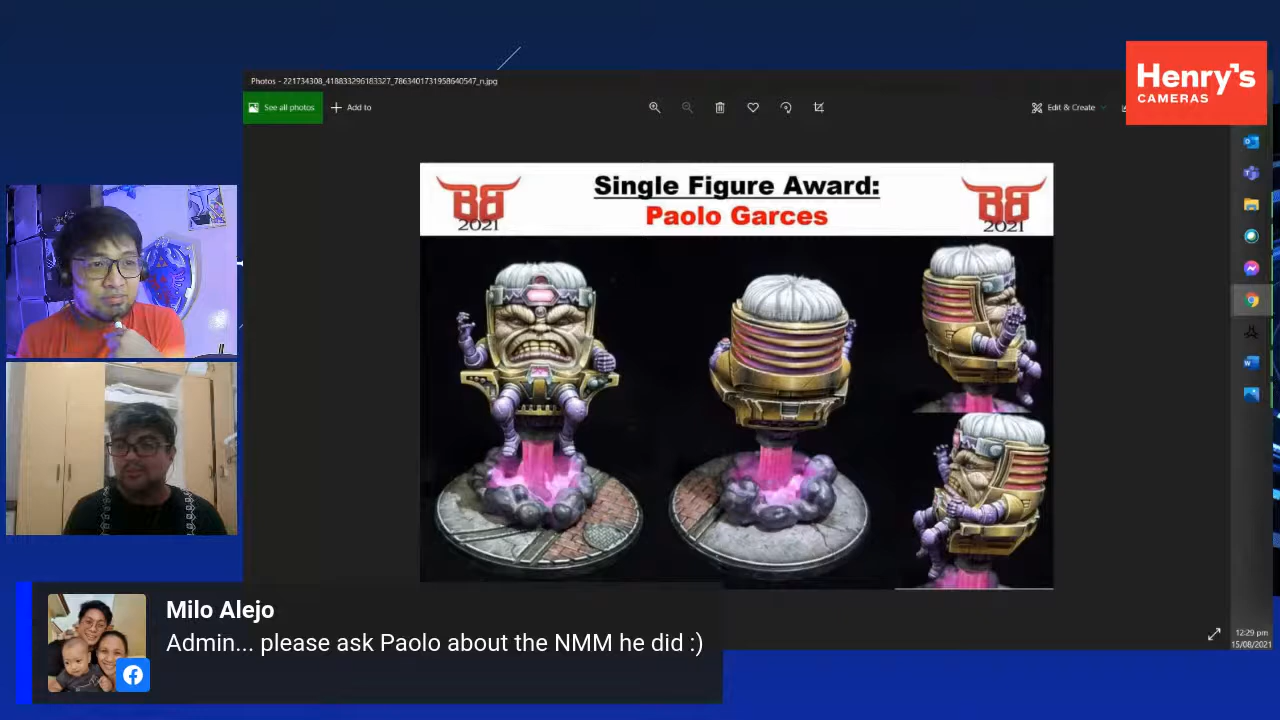 Photos - 221734308_418833296183327_7863401731958640547_n.jpg
See all photos
Add to
Edit & Create
Henry's
CAMERAS
BB
2021
Single Figure Award:
Paolo Garces
BB
2021
Milo Alejo
Admin... please ask Paolo about the NMM he did :)
12:29 pm
15/08/2021